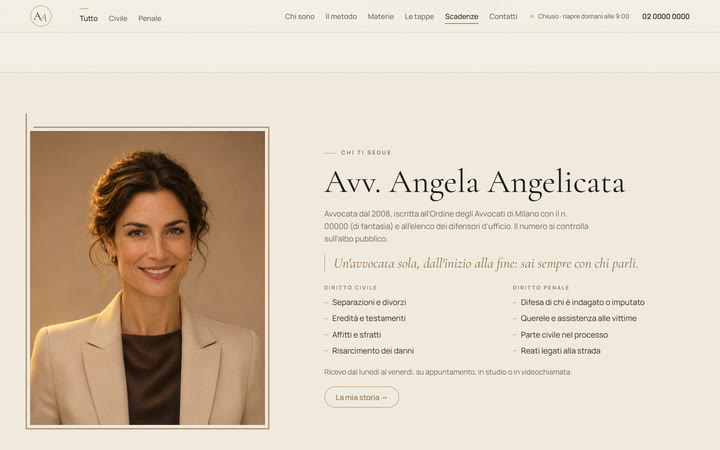 AA
Tutto Civile Penale
Chi sono Il metodo Materie Le tappe Scadenze Contatti Chiuso · riapre domani alle 9:00 02 0000 0000
CHI TI SEGUE
Avv. Angela Angelicata
Avvocata dal 2008, iscritta all'Ordine degli Avvocati di Milano con il n.
00000 (di fantasia) e all'elenco dei difensori d'ufficio. Il numero si controlla
sull'albo pubblico.
Un'avvocata sola, dall'inizio alla fine: sai sempre con chi parli.
DIRITTO CIVILE
– Separazioni e divorzi
– Eredità e testamenti
– Affitti e sfratti
– Risarcimento dei danni
DIRITTO PENALE
– Difesa di chi è indagato o imputato
– Querele e assistenza alle vittime
– Parte civile nel processo
– Reati legati alla strada
Ricevo dal lunedì al venerdì, su appuntamento, in studio o in videochiamata.
La mia storia →